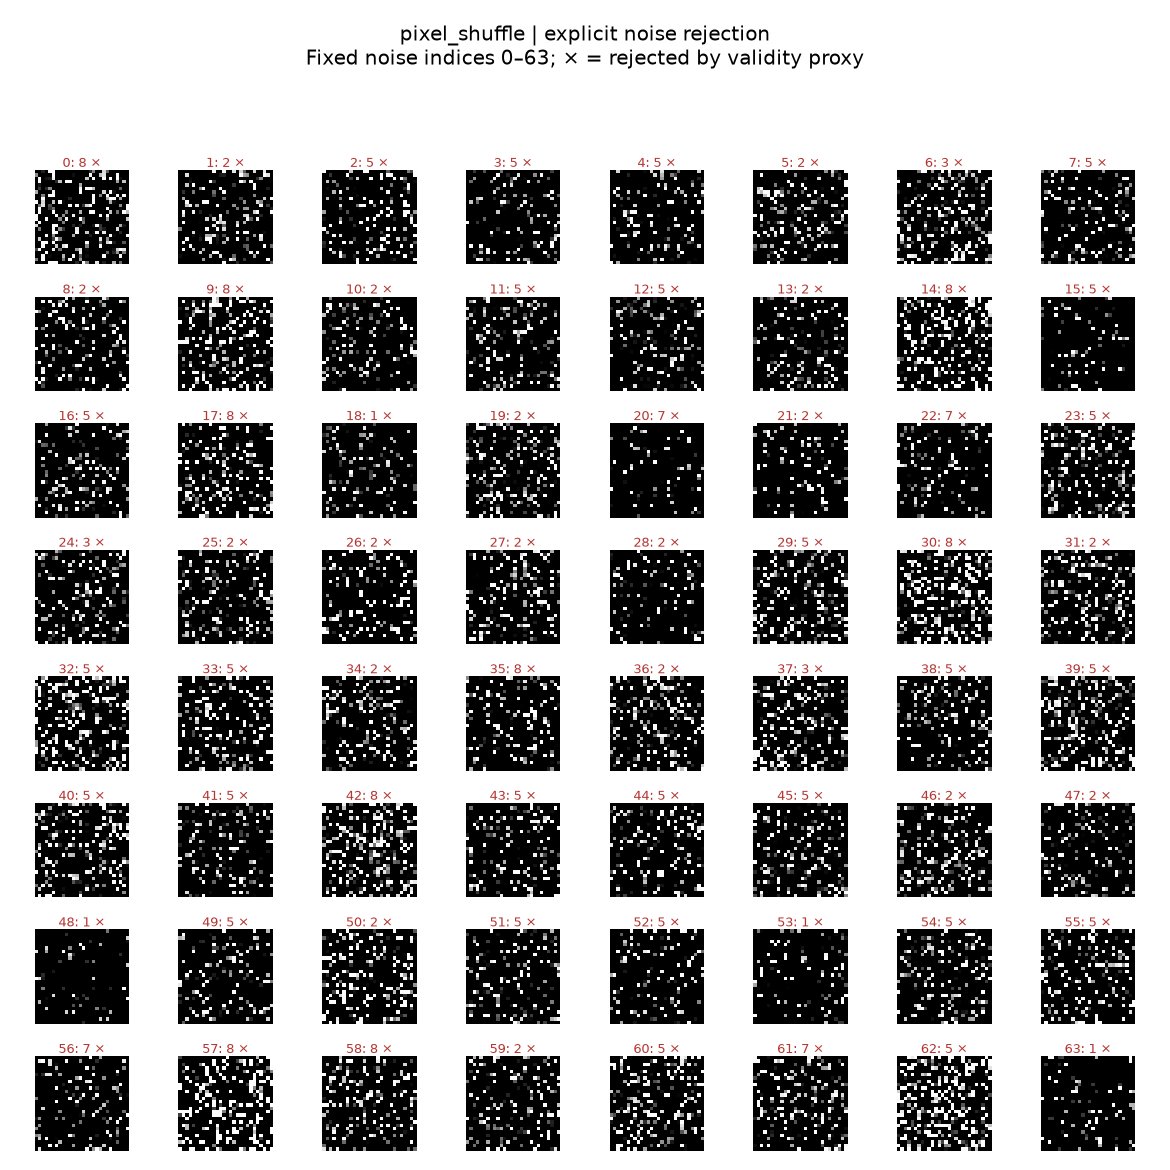 pixel_shuffle | explicit noise rejection
Fixed noise indices 0–63; × = rejected by validity proxy
0: 8 × 1: 2 × 2: 5 × 3: 5 × 4: 5 × 5: 2 × 6: 3 × 7: 5 ×
8: 2 × 9: 8 × 10: 2 × 11: 5 × 12: 5 × 13: 2 × 14: 8 × 15: 5 ×
16: 5 × 17: 8 × 18: 1 × 19: 2 × 20: 7 × 21: 2 × 22: 7 × 23: 5 ×
24: 3 × 25: 2 × 26: 2 × 27: 2 × 28: 2 × 29: 5 × 30: 8 × 31: 2 ×
32: 5 × 33: 5 × 34: 2 × 35: 8 × 36: 2 × 37: 3 × 38: 5 × 39: 5 ×
40: 5 × 41: 5 × 42: 8 × 43: 5 × 44: 5 × 45: 5 × 46: 2 × 47: 2 ×
48: 1 × 49: 5 × 50: 2 × 51: 5 × 52: 5 × 53: 1 × 54: 5 × 55: 5 ×
56: 7 × 57: 8 × 58: 8 × 59: 2 × 60: 5 × 61: 7 × 62: 5 × 63: 1 ×